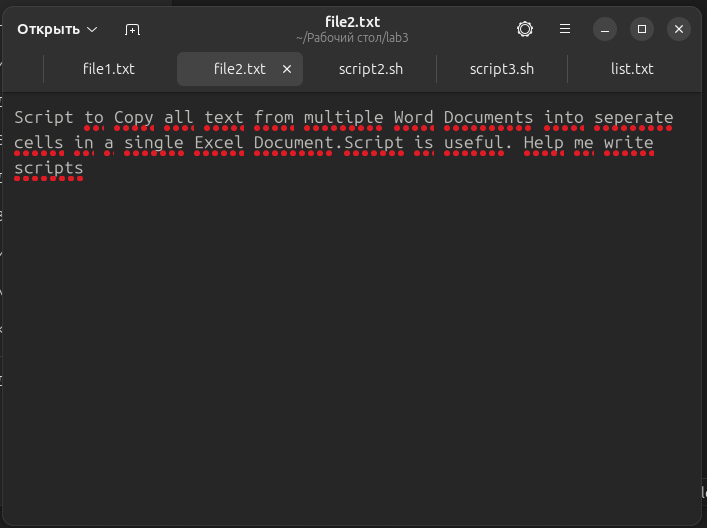 Открыть
file2.txt
~/Рабочий стол/lab3
file1.txt
file2.txt
script2.sh
script3.sh
list.txt
Script to Copy all text from multiple Word Documents into seperate
cells in a single Excel Document.Script is useful. Help me write
scripts